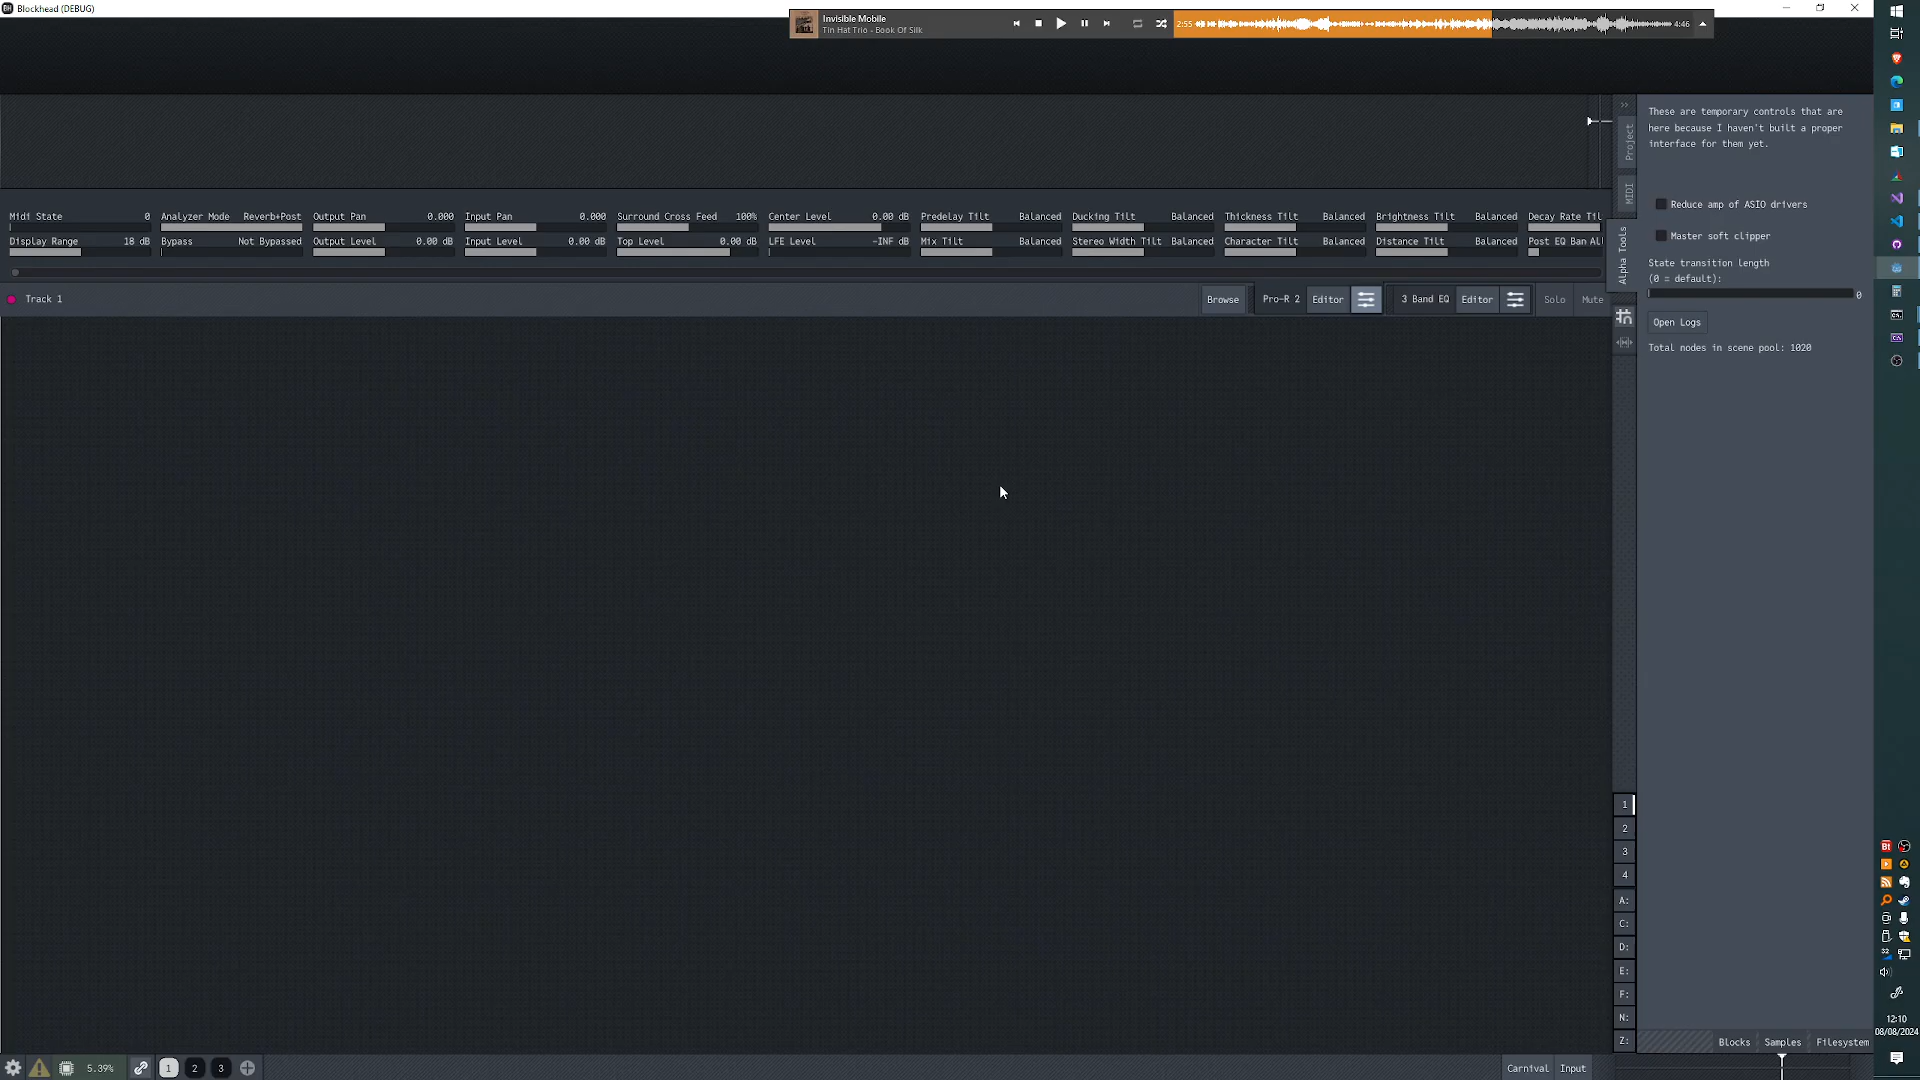 Blockhead (DEBUG)
Invisible Mobile
Tin Hat Trio - Book Of Silk
2:55
4:46
These are temporary controls that are
here because I haven't built a proper
interface for them yet.
Project
MIDI
Alpha Tools
Reduce amp of ASIO drivers
Master soft clipper
State transition length
(0 = default):
0
Open Logs
Total nodes in scene pool: 1020
Midi State 0 Analyzer Mode Reverb+Post Output Pan 0.000 Input Pan 0.000 Surround Cross Feed 100% Center Level 0.00 dB Predelay Tilt Balanced Ducking Tilt Balanced Thickness Tilt Balanced Brightness Tilt Balanced Decay Rate Til
Display Range 18 dB Bypass Not Bypassed Output Level 0.00 dB Input Level 0.00 dB Top Level 0.00 dB LFE Level -INF dB Mix Tilt Balanced Stereo Width Tilt Balanced Character Tilt Balanced Distance Tilt Balanced Post EQ Ban Al
Track 1 Browse Pro-R 2 Editor 3 Band EQ Editor Solo Mute
1
2
3
4
A:
C:
D:
E:
F:
N:
Z:
Blocks Samples Filesystem
5.39% 1 2 3 Carnival Input
Bt
32
12:10
08/08/2024